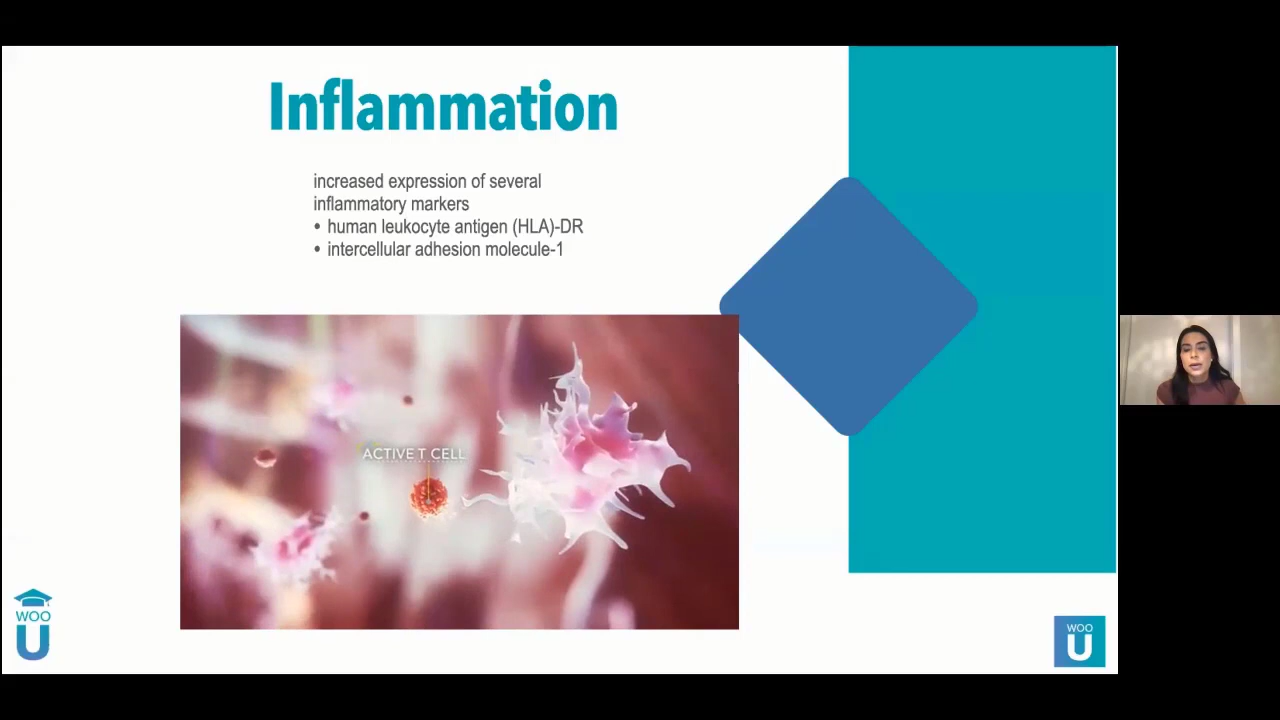 Inflammation
increased expression of several
inflammatory markers
• human leukocyte antigen (HLA)-DR
• intercellular adhesion molecule-1
ACTIVE T CELL
WOO
U
WOO
U